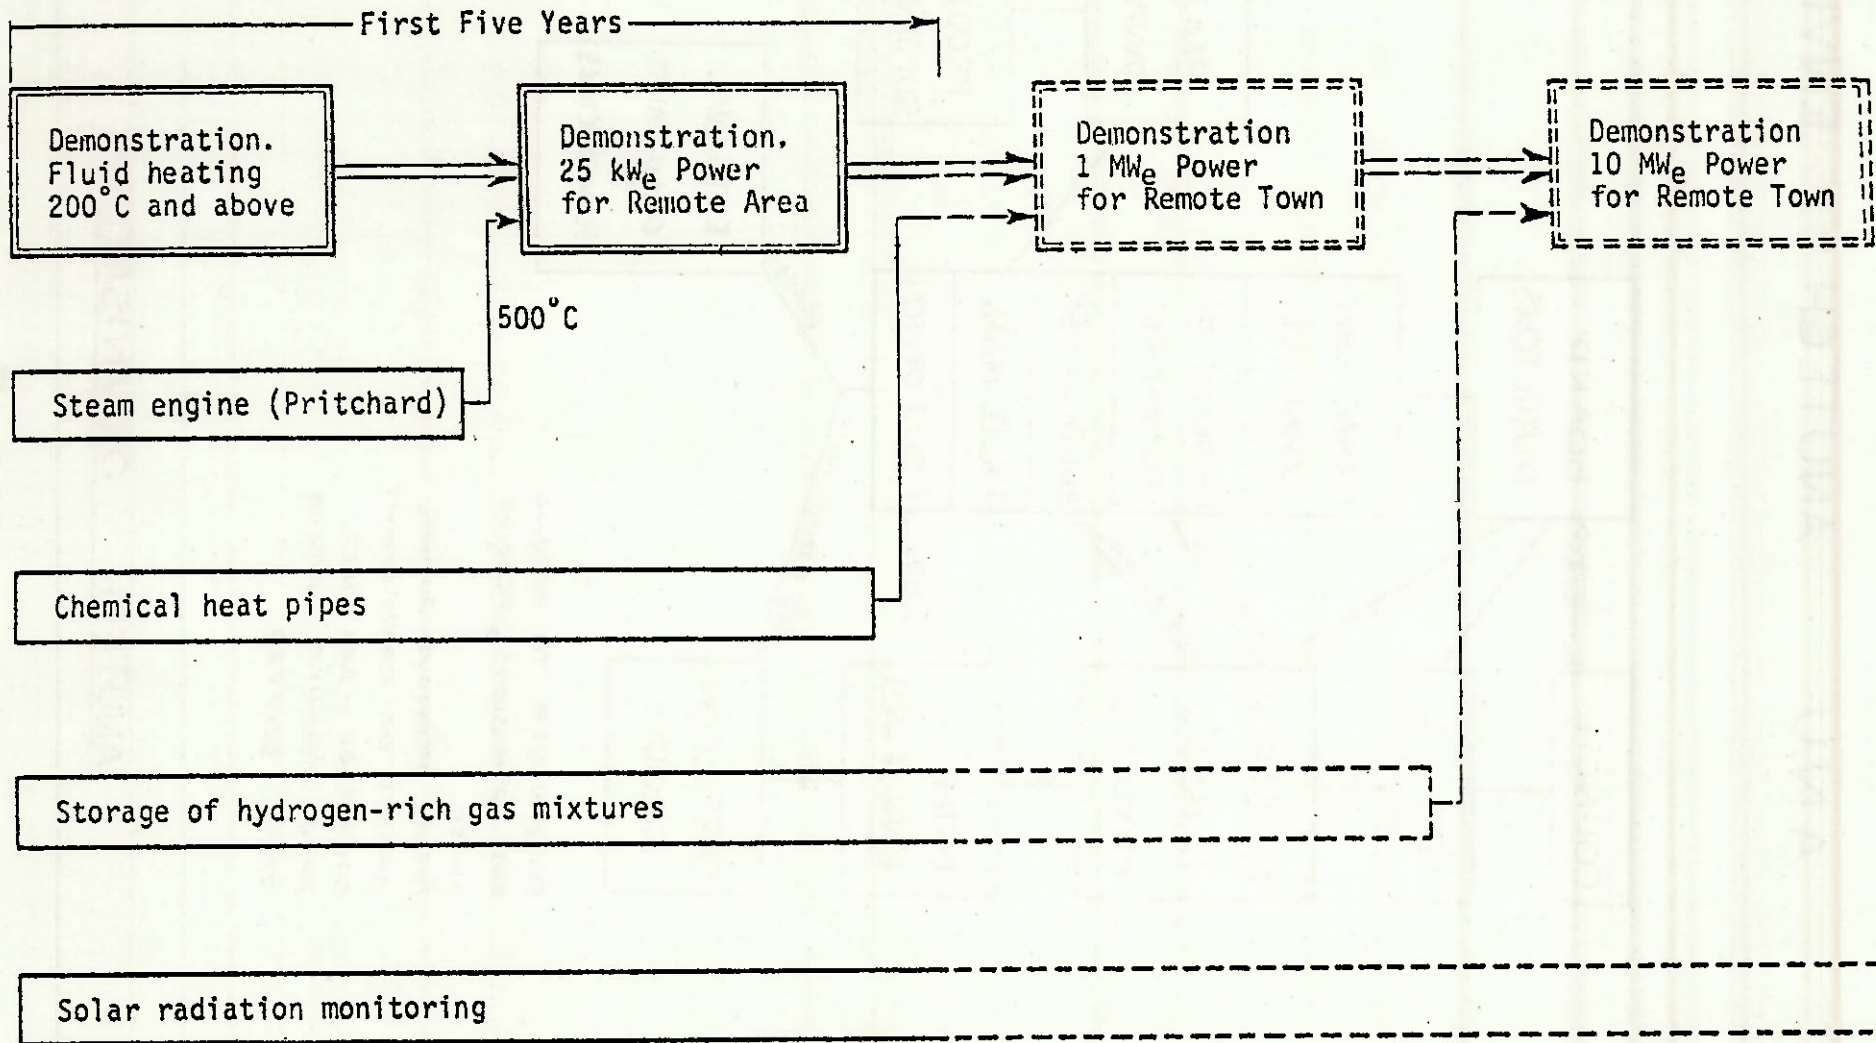 First Five Years
Demonstration.
Fluid heating
200°C and above
Demonstration.
25 kWe Power
for Remote Area
Demonstration
1 MWe Power
for Remote Town
Demonstration
10 MWe Power
for Remote Town
500°C
Steam engine (Pritchard)
Chemical heat pipes
Storage of hydrogen-rich gas mixtures
Solar radiation monitoring